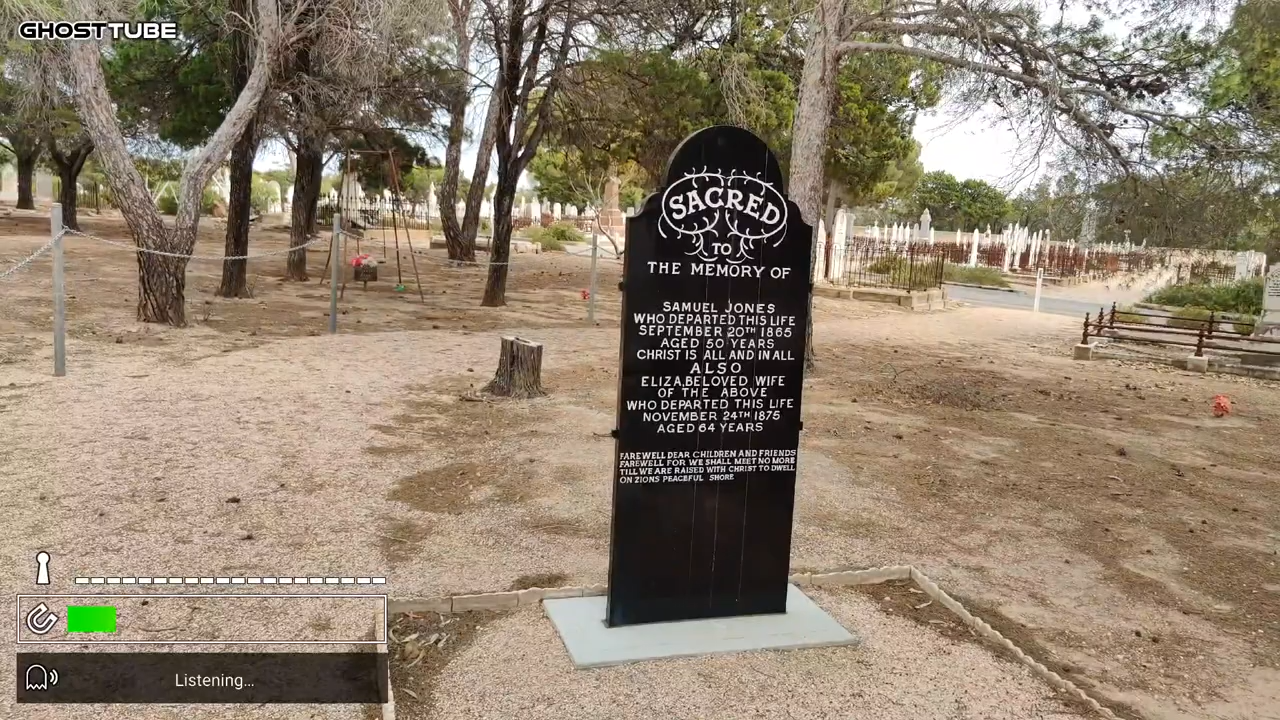 GHOSTTUBE
SACRED
TO
THE MEMORY OF
SAMUEL JONES
WHO DEPARTED THIS LIFE
SEPTEMBER 20TH 1865
AGED 50 YEARS
CHRIST IS ALL AND IN ALL
ALSO
ELIZA, BELOVED WIFE
OF THE ABOVE
WHO DEPARTED THIS LIFE
NOVEMBER 24TH 1875
AGED 64 YEARS
FAREWELL DEAR CHILDREN AND FRIENDS
FAREWELL FOR WE SHALL MEET NO MORE
TILL WE ARE RAISED WITH CHRIST TO DWELL
ON ZIONS PEACEFUL SHORE
Listening...